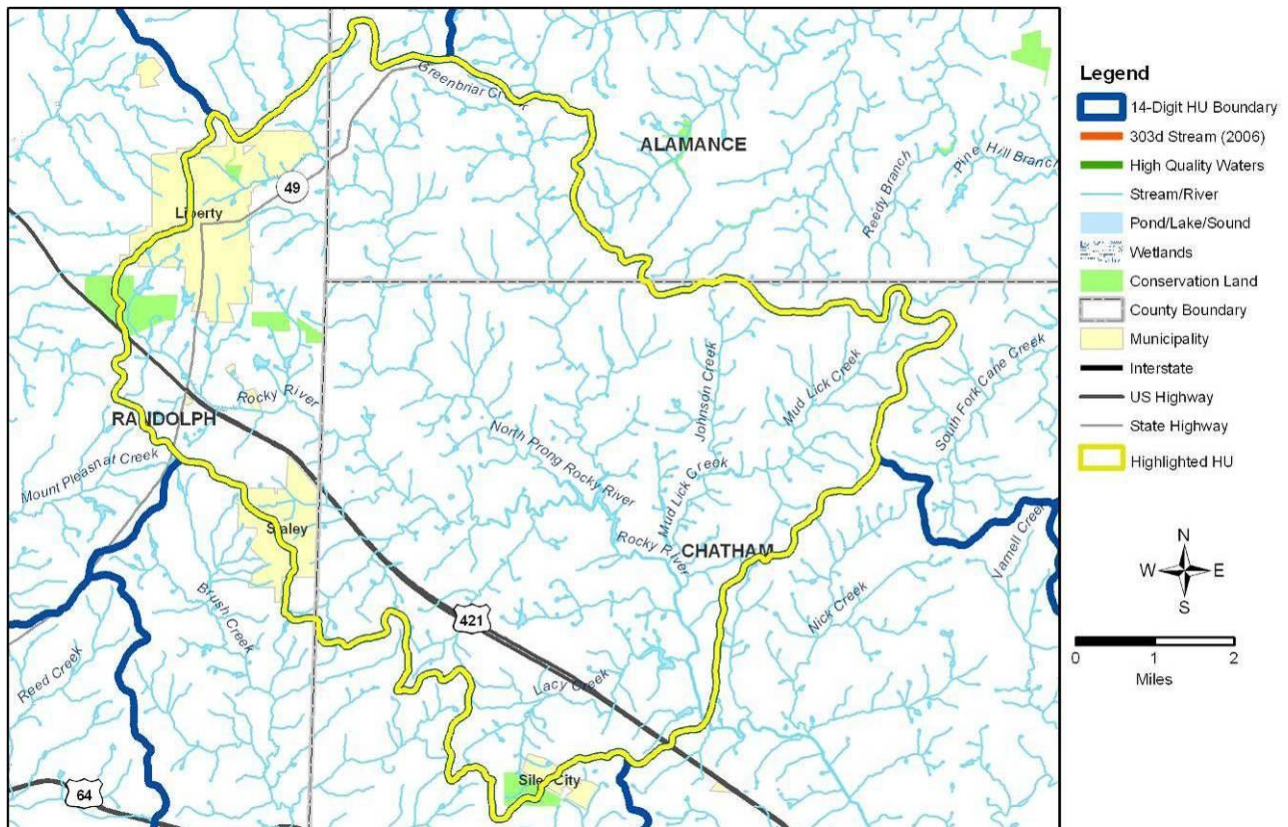 Greenbriar Creek
ALAMANCE
Reedy Branch
Pine Hill Branch
49
Liberty
Rocky River
RANDOLPH
Mount Pleasnat Creek
Staley
Brush Creek
Reed Creek
64
North Prong Rocky River
Johnson Creek
Mud Lick Creek
Mud Lick Creek
South Fork Cane Creek
Rocky River
CHATHAM
Varnell Creek
Nick Creek
421
Lacy Creek
Siler City
Legend
14-Digit HU Boundary
303d Stream (2006)
High Quality Waters
Stream/River
Pond/Lake/Sound
Wetlands
Conservation Land
County Boundary
Municipality
Interstate
US Highway
State Highway
Highlighted HU
N
W E
S
0 1 2
Miles